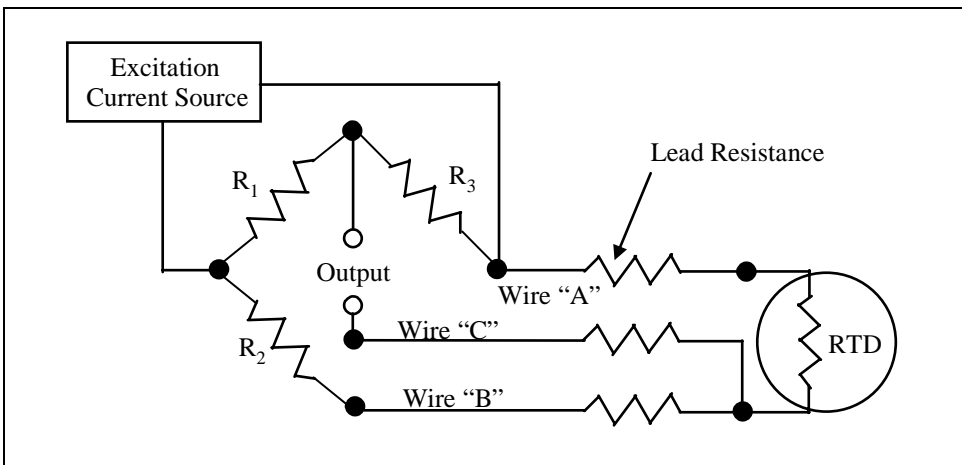 Excitation
Current Source
Lead Resistance
R1
R3
Output
Wire “A”
Wire “C”
R2
RTD
Wire “B”